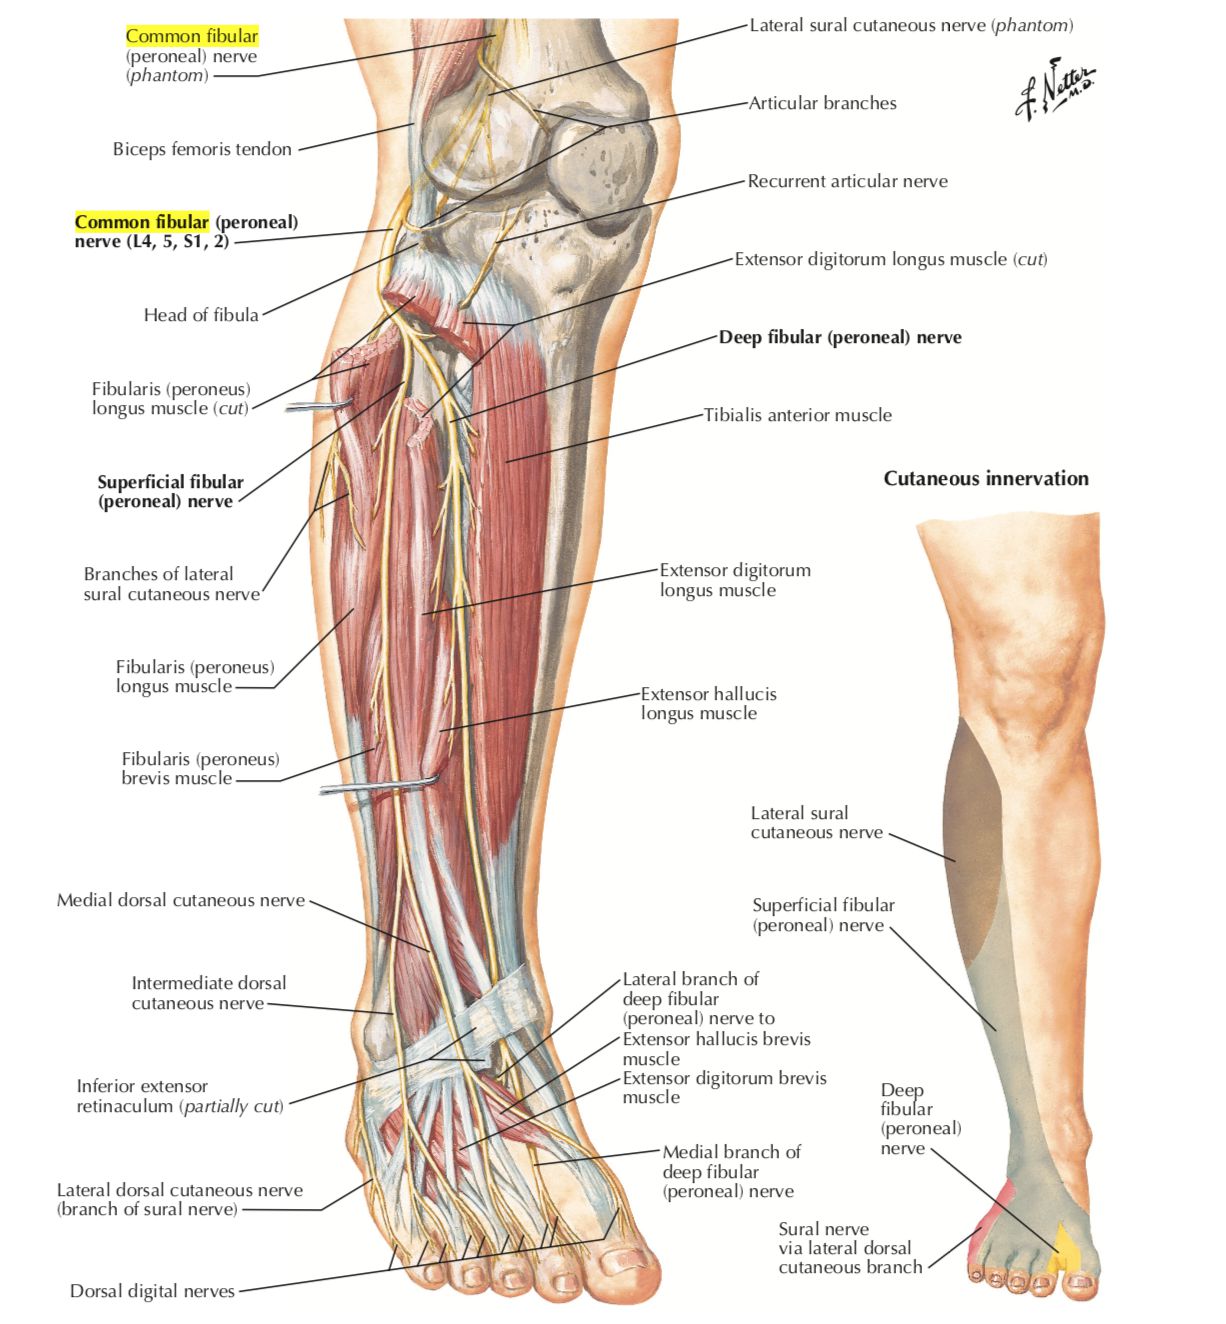 Common fibular
(peroneal) nerve
(phantom)
Lateral sural cutaneous nerve (phantom)
F. Netter
M.D.
Articular branches
Biceps femoris tendon
Recurrent articular nerve
Common fibular (peroneal)
nerve (L4, 5, S1, 2)
Extensor digitorum longus muscle (cut)
Head of fibula
Deep fibular (peroneal) nerve
Fibularis (peroneus)
longus muscle (cut)
Tibialis anterior muscle
Superficial fibular
(peroneal) nerve
Cutaneous innervation
Branches of lateral
sural cutaneous nerve
Extensor digitorum
longus muscle
Fibularis (peroneus)
longus muscle
Extensor hallucis
longus muscle
Fibularis (peroneus)
brevis muscle
Lateral sural
cutaneous nerve
Medial dorsal cutaneous nerve
Superficial fibular
(peroneal) nerve
Intermediate dorsal
cutaneous nerve
Lateral branch of
deep fibular
(peroneal) nerve to
Extensor hallucis brevis
muscle
Extensor digitorum brevis
muscle
Inferior extensor
retinaculum (partially cut)
Deep
fibular
(peroneal)
nerve
Medial branch of
deep fibular
(peroneal) nerve
Lateral dorsal cutaneous nerve
(branch of sural nerve)
Sural nerve
via lateral dorsal
cutaneous branch
Dorsal digital nerves